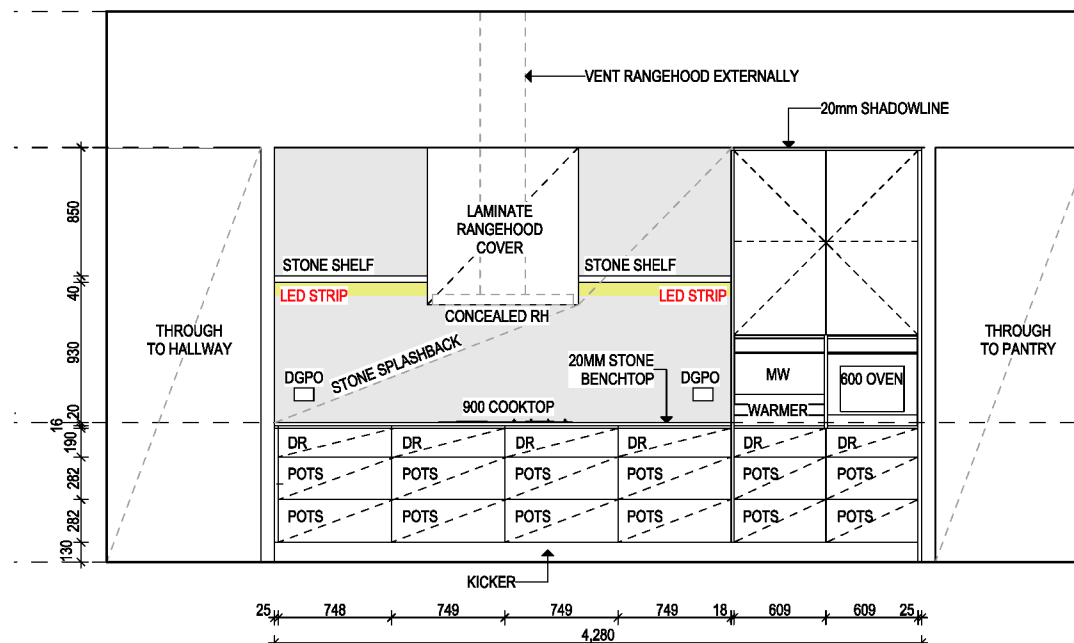 VENT RANGEHOOD EXTERNALLY
20mm SHADOWLINE
LAMINATE
RANGEHOOD
COVER
STONE SHELF
STONE SHELF
LED STRIP
LED STRIP
CONCEALED RH
THROUGH
TO HALLWAY
THROUGH
TO PANTRY
STONE SPLASHBACK
20MM STONE
BENCHTOP
DGPO
DGPO
MW
600 OVEN
900 COOKTOP
WARMER
DR
DR
DR
DR
DR
DR
POTS
POTS
POTS
POTS
POTS
POTS
POTS
POTS
POTS
POTS
POTS
POTS
KICKER
850
40
930
20
16
190
282
282
130
25
748
749
749
749
18
609
609
25
4,280